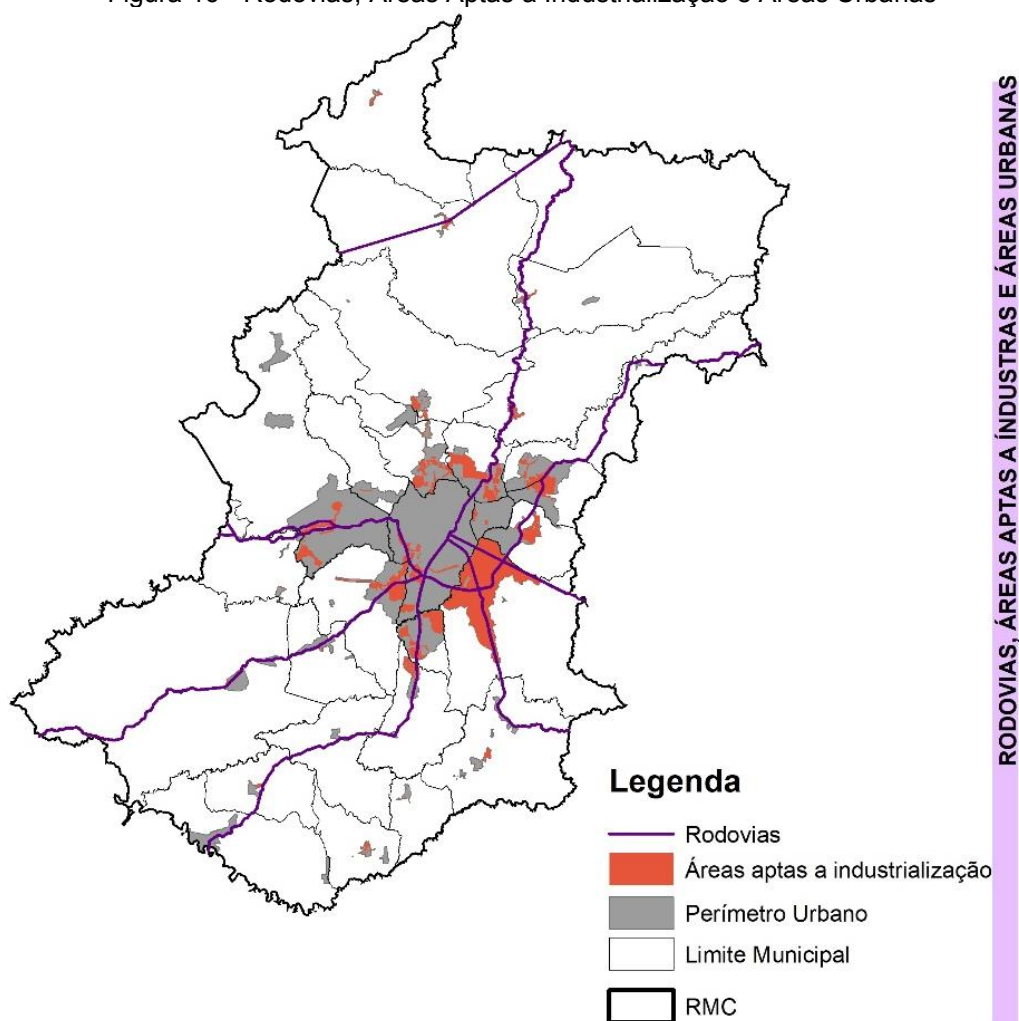 Figura 10 - Rodovias, Áreas Aptas a Industrialização e Áreas Urbanas
RODOVIAS, ÁREAS APTAS A ÍNDUSTRAS E ÁREAS URBANAS
Legenda
Rodovias
Áreas aptas a industrialização
Perímetro Urbano
Limite Municipal
RMC